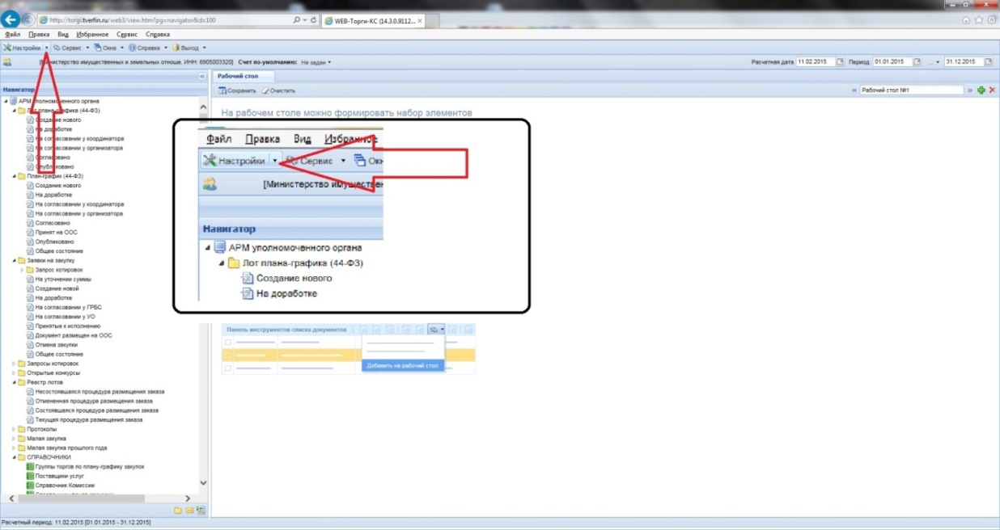 http://torgi.tverfin.ru/web3/view.htm?pg=navigator&d=100
WEB-Торги-КС (14.3.0.9112...
Файл Правка Вид Избранное Сервис Справка
Настройки Сервис Окна Справка Выход
[Министерство имущественных и земельных отноше, ИНН: 6905003320] Счет по-умолчанию: Не задан
Расчетная дата 11.02.2015 Период: 01.01.2015 ... 31.12.2015
Рабочий стол
Навигатор
Сохранить Очистить
Рабочий стол №1
АРМ уполномоченного органа
Лот плана-графика (44-ФЗ)
Создание нового
На доработке
На согласовании у координатора
На согласовании у организатора
Согласовано
Опубликовано
План-график (44-ФЗ)
Создание нового
На доработке
На согласовании у координатора
На согласовании у организатора
Согласовано
Принят на ООС
Опубликовано
Общее состояние
Заявки на закупку
Запрос котировок
На уточнении суммы
Создание новой
На доработке
На согласовании у ГРБС
На согласовании у УО
Принятые к исполнению
Документ размещен на ООС
Отмена закупки
Общее состояние
Запросы котировок
Открытые конкурсы
Реестр лотов
Несостоявшаяся процедура размещения заказа
Отмененная процедура размещения заказа
Состоявшаяся процедура размещения заказа
Текущая процедура размещения заказа
Протоколы
Малая закупка
Малая закупка прошлого года
СПРАВОЧНИКИ
Группы торгов по плану-графику закупок
Поставщики услуг
Справочник Комиссии
На рабочем столе можно формировать набор элементов
Файл Правка Вид Избранное
Настройки Сервис Окн
[Министерство имуществен
Навигатор
АРМ уполномоченного органа
Лот плана-графика (44-ФЗ)
Создание нового
На доработке
Панель инструментов списка документов
Добавить на рабочий стол
Расчетный период: 11.02.2015 [01.01.2015 - 31.12.2015]